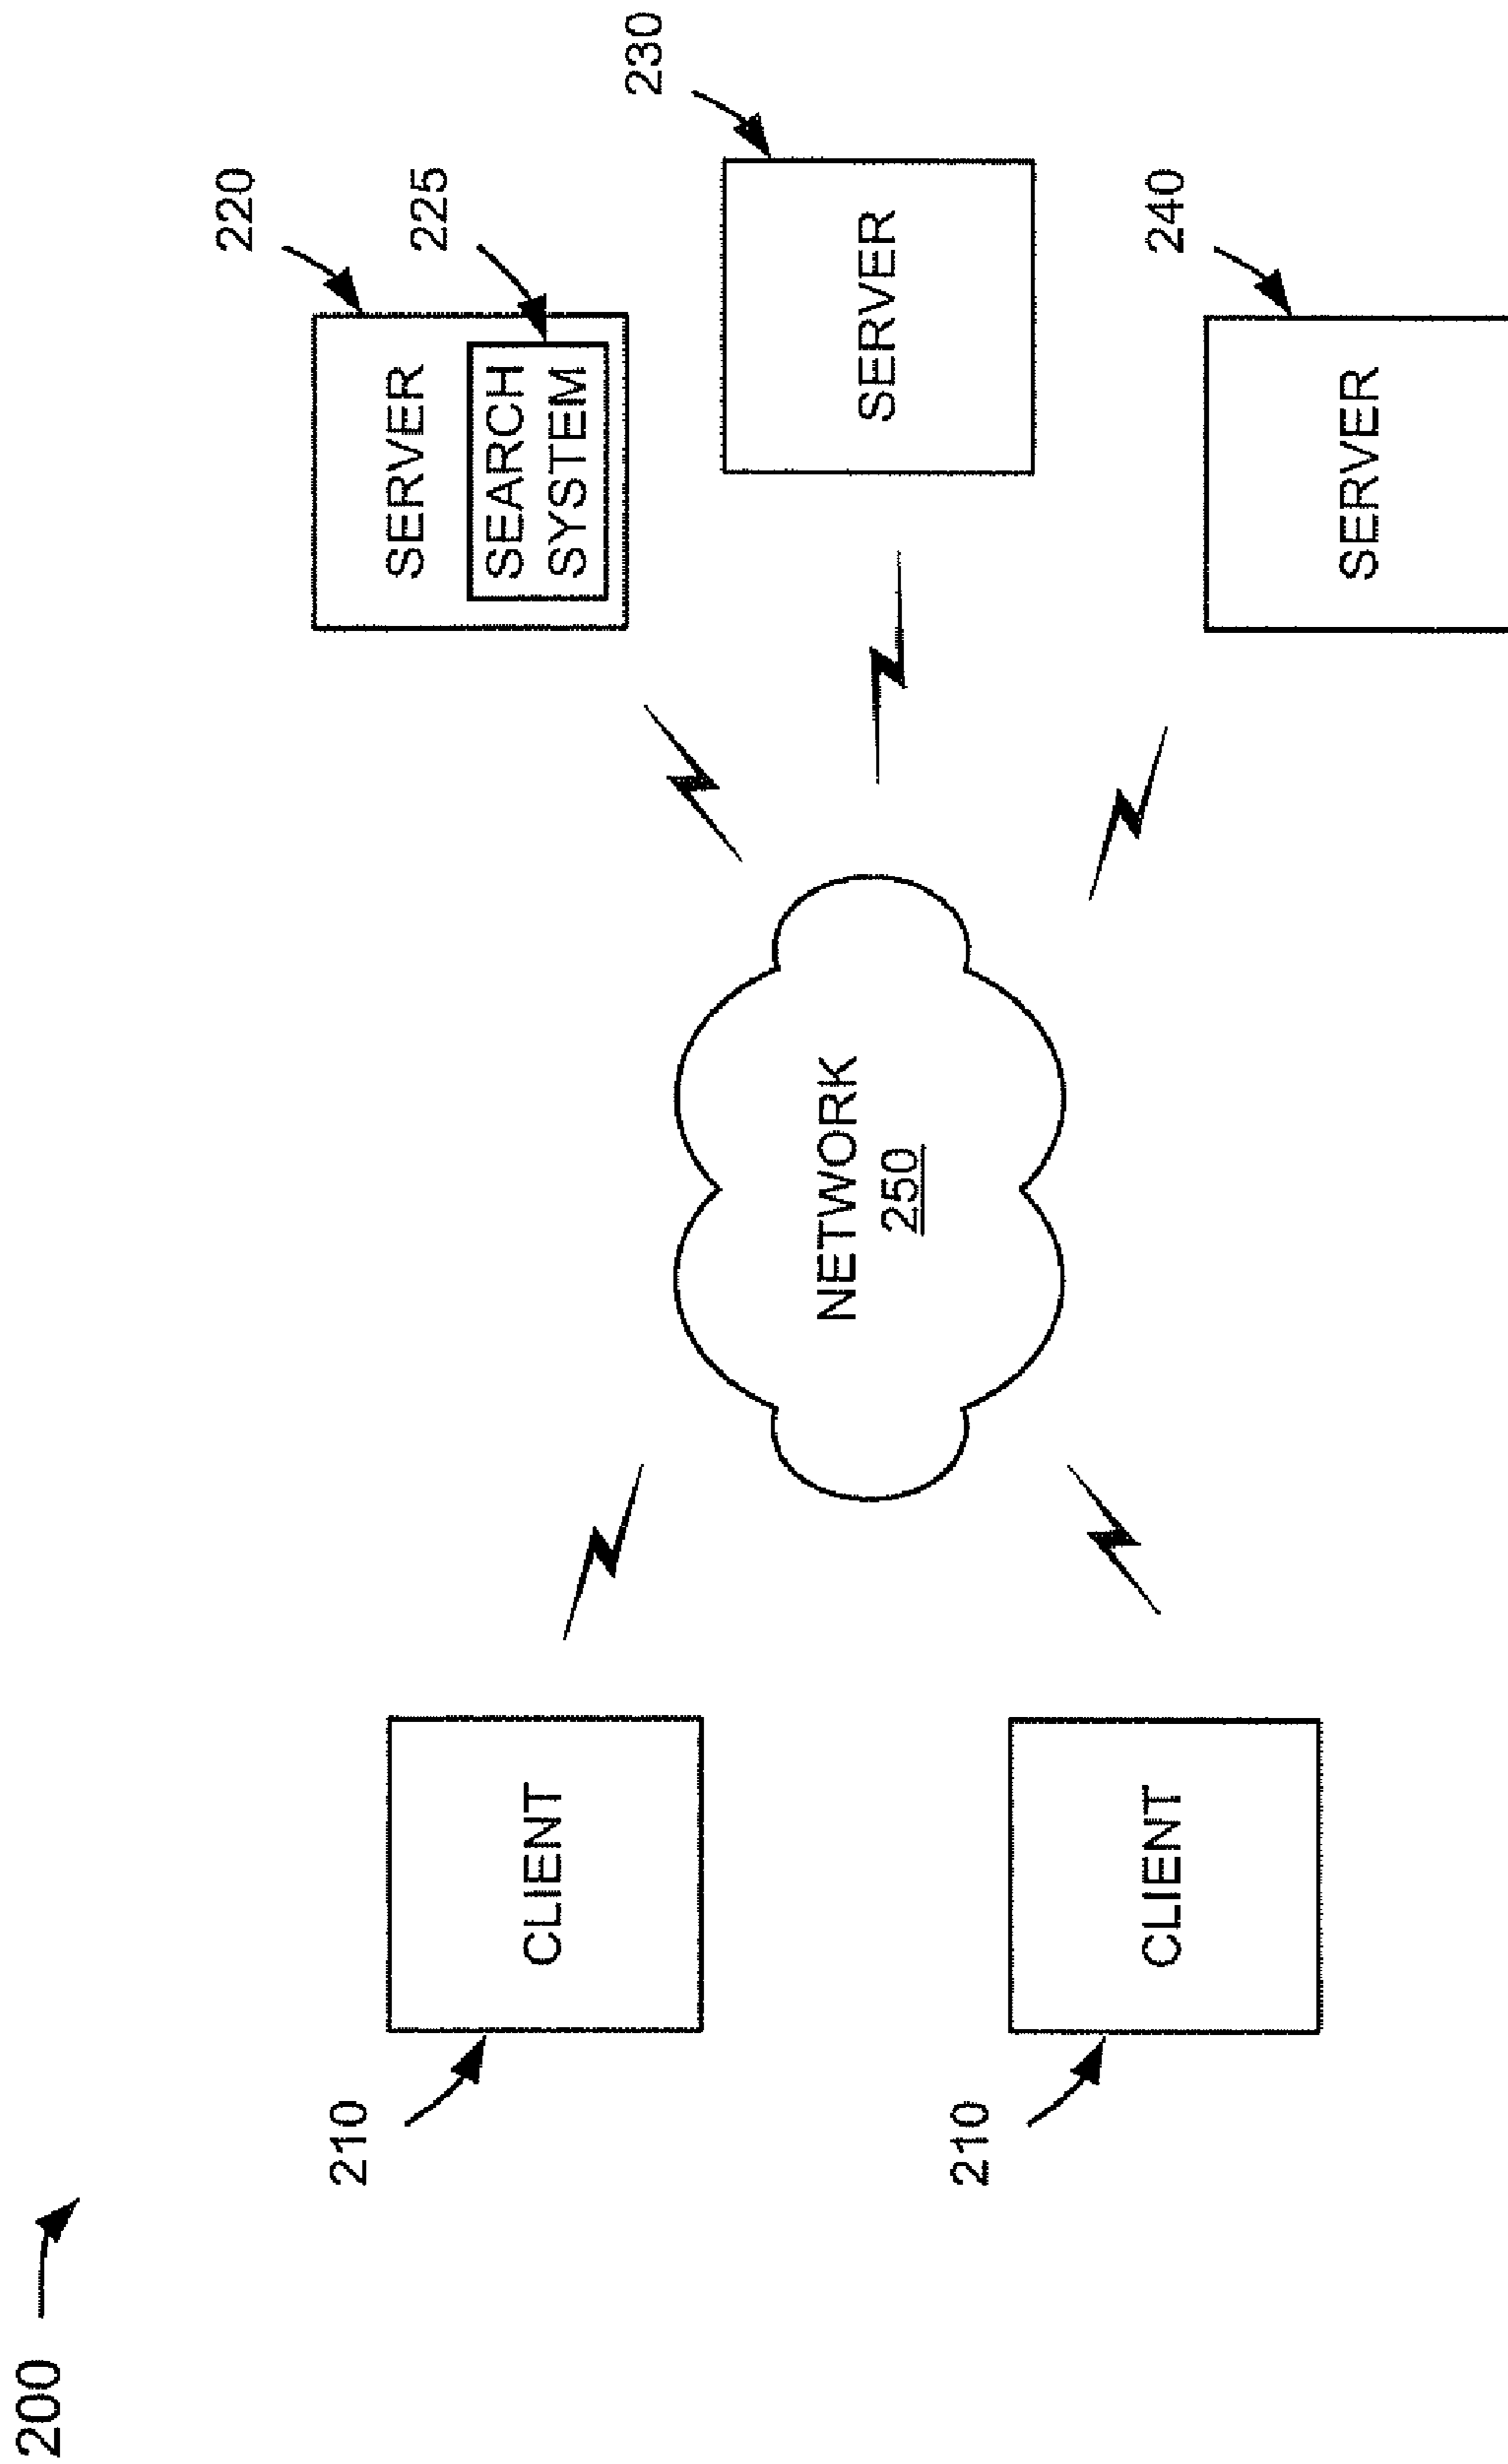 200
210
CLIENT
210
CLIENT
NETWORK
250
220
SERVER
225
SEARCH
SYSTEM
230
SERVER
240
SERVER